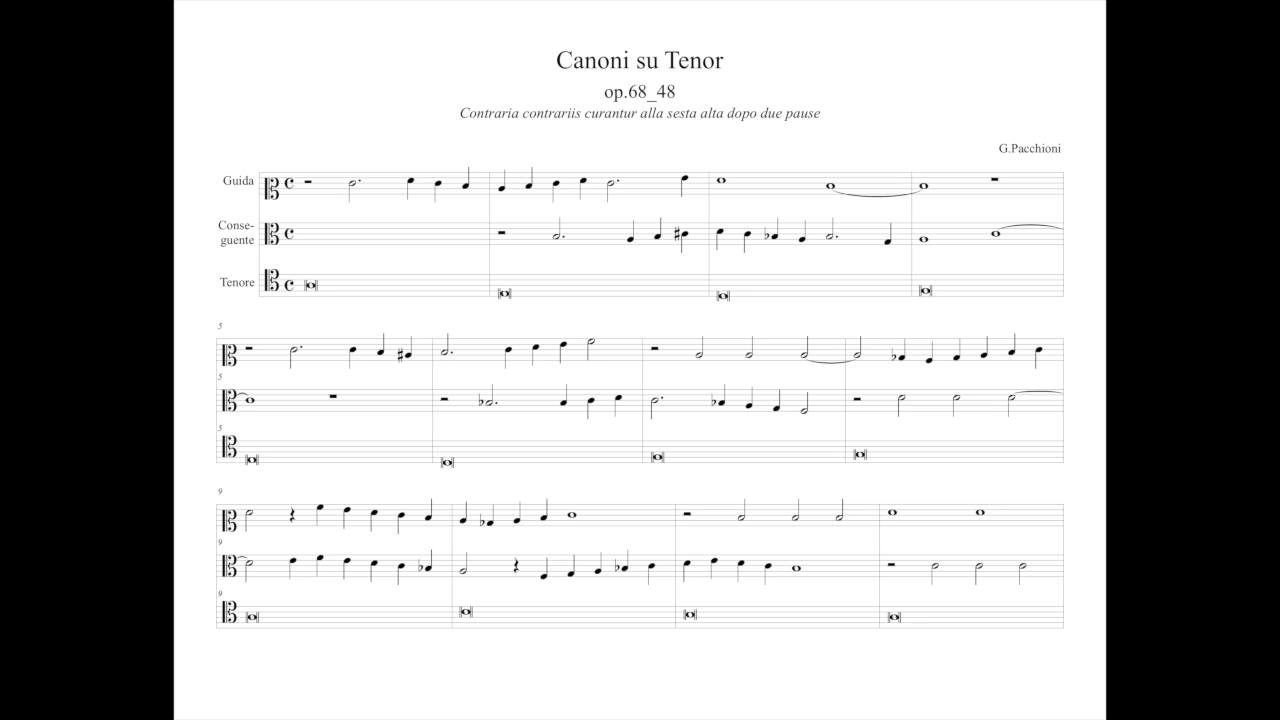 Canoni su Tenor
op.68_48
Contraria contrariis curantur alla sesta alta dopo due pause
G.Pacchioni
Guida
Conse-
guente
Tenore
5
5
5
9
9
9